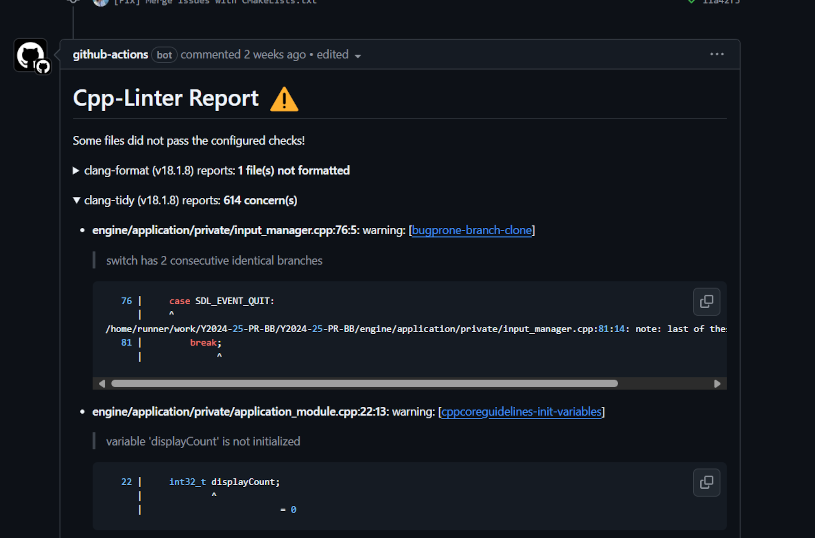 [Fix] Merge issues with CMakeLists.txt
github-actions bot commented 2 weeks ago • edited
Cpp-Linter Report ⚠
Some files did not pass the configured checks!
▶ clang-format (v18.1.8) reports: 1 file(s) not formatted
▼ clang-tidy (v18.1.8) reports: 614 concern(s)
• engine/application/private/input_manager.cpp:76:5: warning: [bugprone-branch-clone]
switch has 2 consecutive identical branches
76 | case SDL_EVENT_QUIT:
| ^
/home/runner/work/Y2024-25-PR-BB/Y2024-25-PR-BB/engine/application/private/input_manager.cpp:81:14: note: last of thes
81 | break;
| ^
• engine/application/private/application_module.cpp:22:13: warning: [cppcoreguidelines-init-variables]
variable 'displayCount' is not initialized
22 | int32_t displayCount;
| ^
| = 0